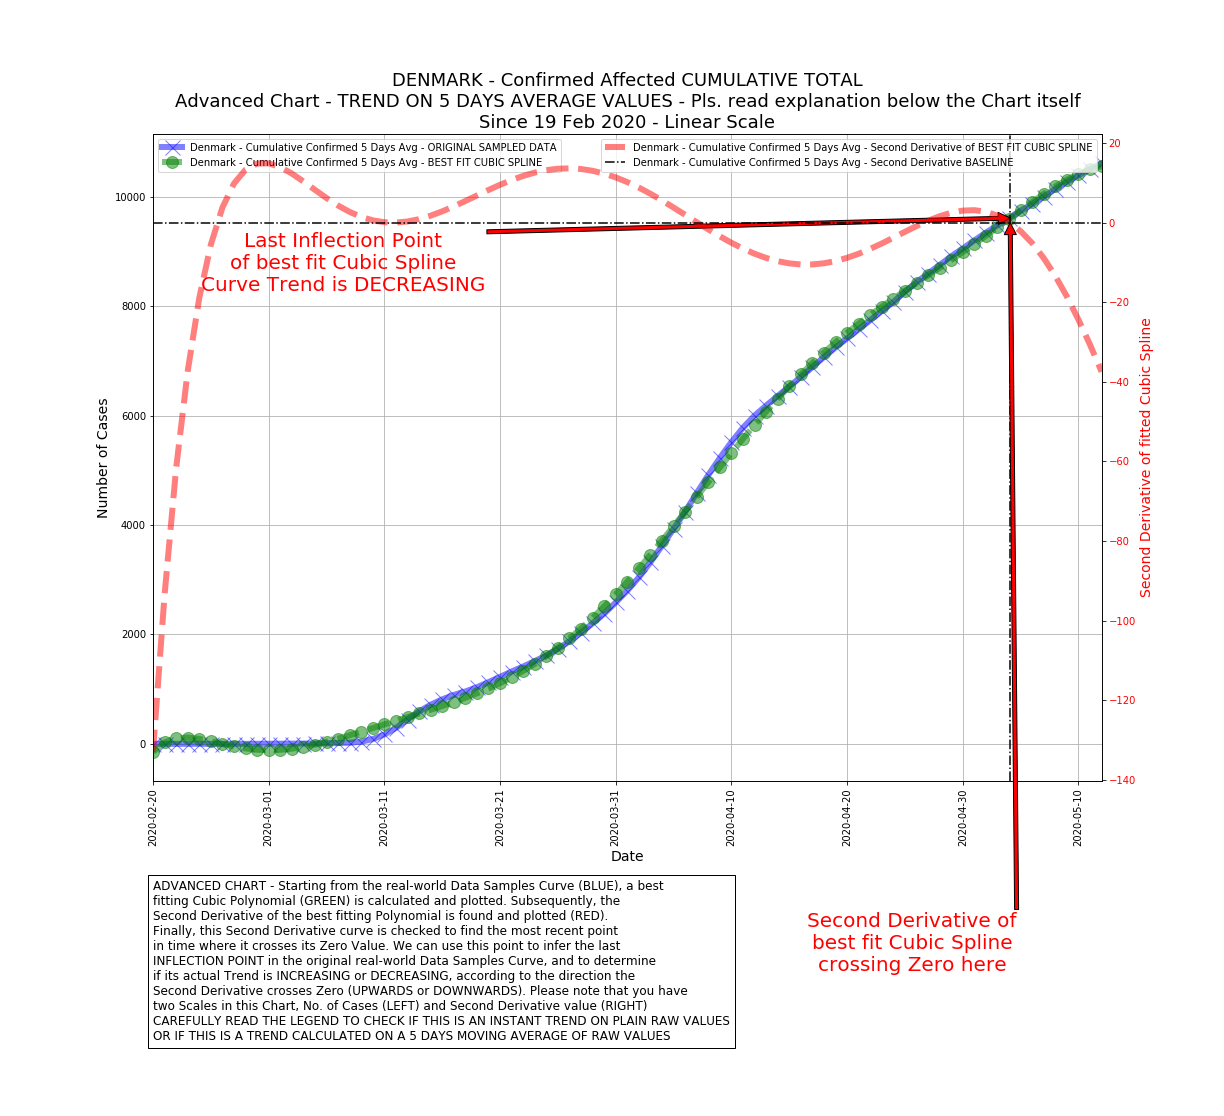 DENMARK - Confirmed Affected CUMULATIVE TOTAL
Advanced Chart - TREND ON 5 DAYS AVERAGE VALUES - Pls. read explanation below the Chart itself
Since 19 Feb 2020 - Linear Scale
Denmark - Cumulative Confirmed 5 Days Avg - ORIGINAL SAMPLED DATA
Denmark - Cumulative Confirmed 5 Days Avg - BEST FIT CUBIC SPLINE
Denmark - Cumulative Confirmed 5 Days Avg - Second Derivative of BEST FIT CUBIC SPLINE
Denmark - Cumulative Confirmed 5 Days Avg - Second Derivative BASELINE
Last Inflection Point
of best fit Cubic Spline
Curve Trend is DECREASING
Number of Cases
10000
8000
6000
4000
2000
0
20
0
−20
−40
−60
−80
−100
−120
−140
Second Derivative of fitted Cubic Spline
2020-02-20
2020-03-01
2020-03-11
2020-03-21
2020-03-31
2020-04-10
2020-04-20
2020-04-30
2020-05-10
Date
Second Derivative of
best fit Cubic Spline
crossing Zero here
ADVANCED CHART - Starting from the real-world Data Samples Curve (BLUE), a best
fitting Cubic Polynomial (GREEN) is calculated and plotted. Subsequently, the
Second Derivative of the best fitting Polynomial is found and plotted (RED).
Finally, this Second Derivative curve is checked to find the most recent point
in time where it crosses its Zero Value. We can use this point to infer the last
INFLECTION POINT in the original real-world Data Samples Curve, and to determine
if its actual Trend is INCREASING or DECREASING, according to the direction the
Second Derivative crosses Zero (UPWARDS or DOWNWARDS). Please note that you have
two Scales in this Chart, No. of Cases (LEFT) and Second Derivative value (RIGHT)
CAREFULLY READ THE LEGEND TO CHECK IF THIS IS AN INSTANT TREND ON PLAIN RAW VALUES
OR IF THIS IS A TREND CALCULATED ON A 5 DAYS MOVING AVERAGE OF RAW VALUES